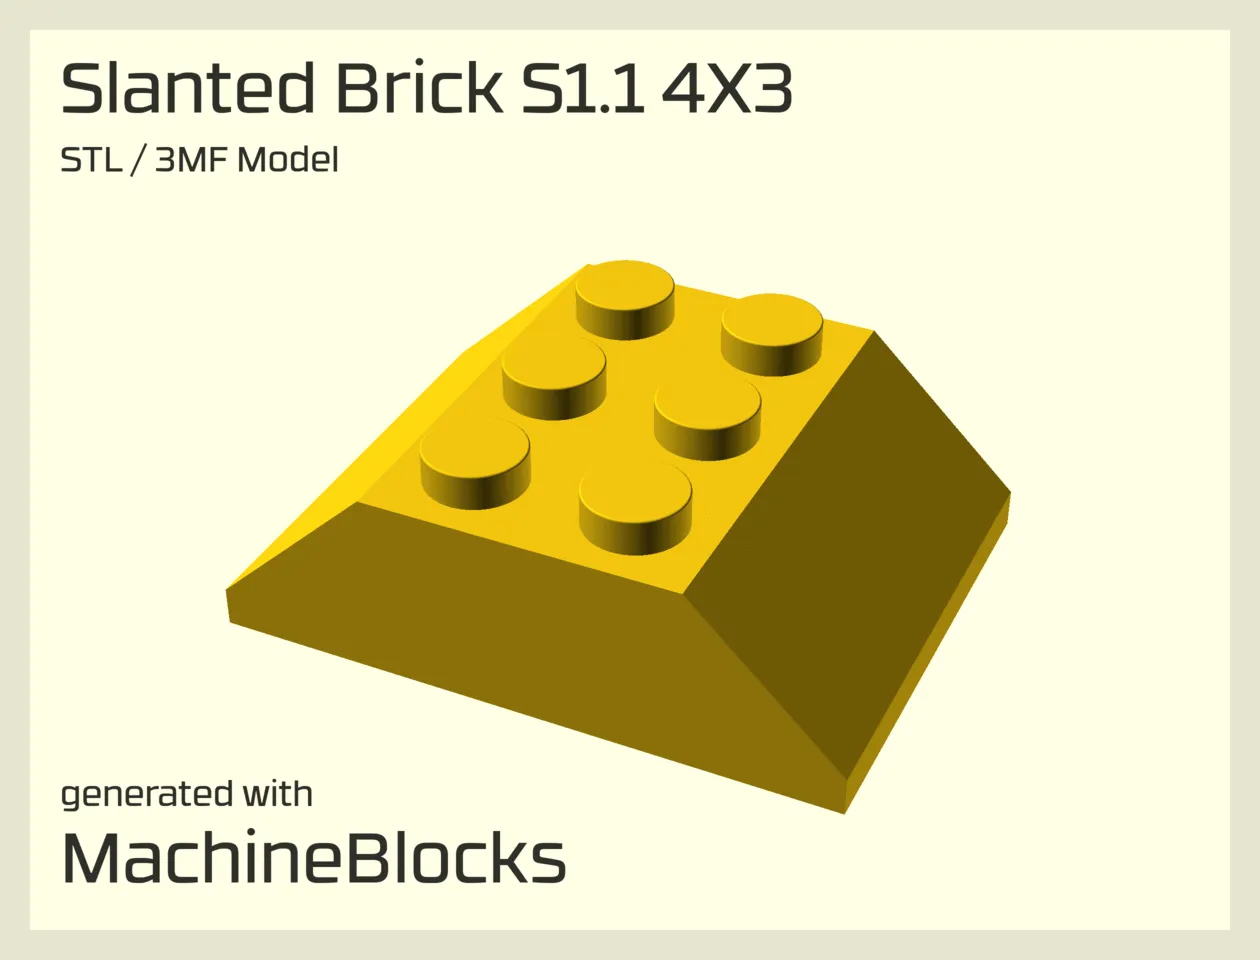 Slanted Brick S1.1 4X3
STL / 3MF Model
generated with
MachineBlocks